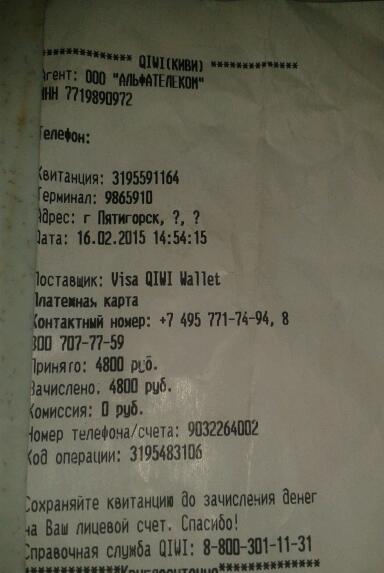 ************** QIWI(КИВИ) **************
Агент: ООО "АЛЬФАТЕЛЕКОМ"
ИНН 7719890972
Телефон:
Квитанция: 3195591164
Терминал: 9865910
Адрес: г Пятигорск, ?, ?
Дата: 16.02.2015 14:54:15
Поставщик: Visa QIWI Wallet
Платежная карта
Контактный номер: +7 495 771-74-94, 8
800 707-77-59
Принято: 4800 руб.
Зачислено: 4800 руб.
Комиссия: 0 руб.
Номер телефона/счета: 9032264002
Код операции: 3195483106
Сохраняйте квитанцию до зачисления денег
на Ваш лицевой счет. Спасибо!
Справочная служба QIWI: 8-800-301-11-31
************Круглосуточно************